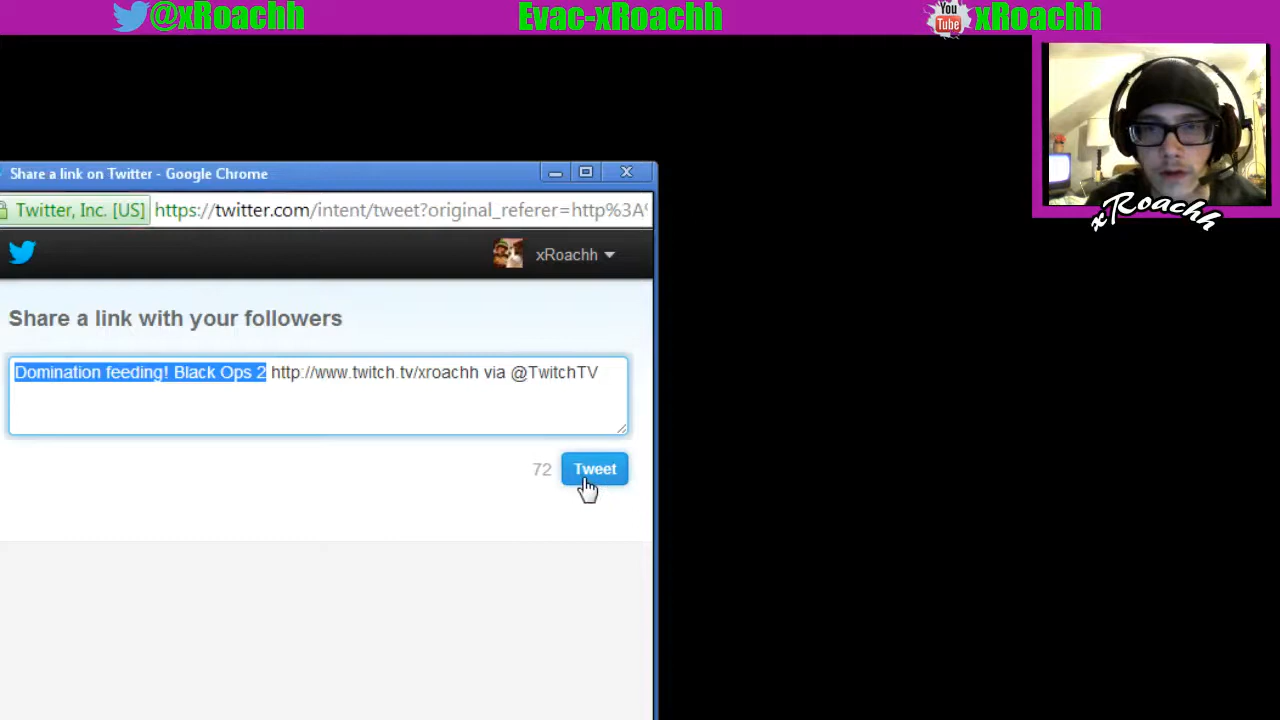 @xRoachh
Evac-xRoachh
You Tube xRoachh
xRoachh
Share a link on Twitter - Google Chrome
Twitter, Inc. [US] https://twitter.com/intent/tweet?original_referer=http%3A%
xRoachh
Share a link with your followers
Domination feeding! Black Ops 2 http://www.twitch.tv/xroachh via @TwitchTV
72 Tweet